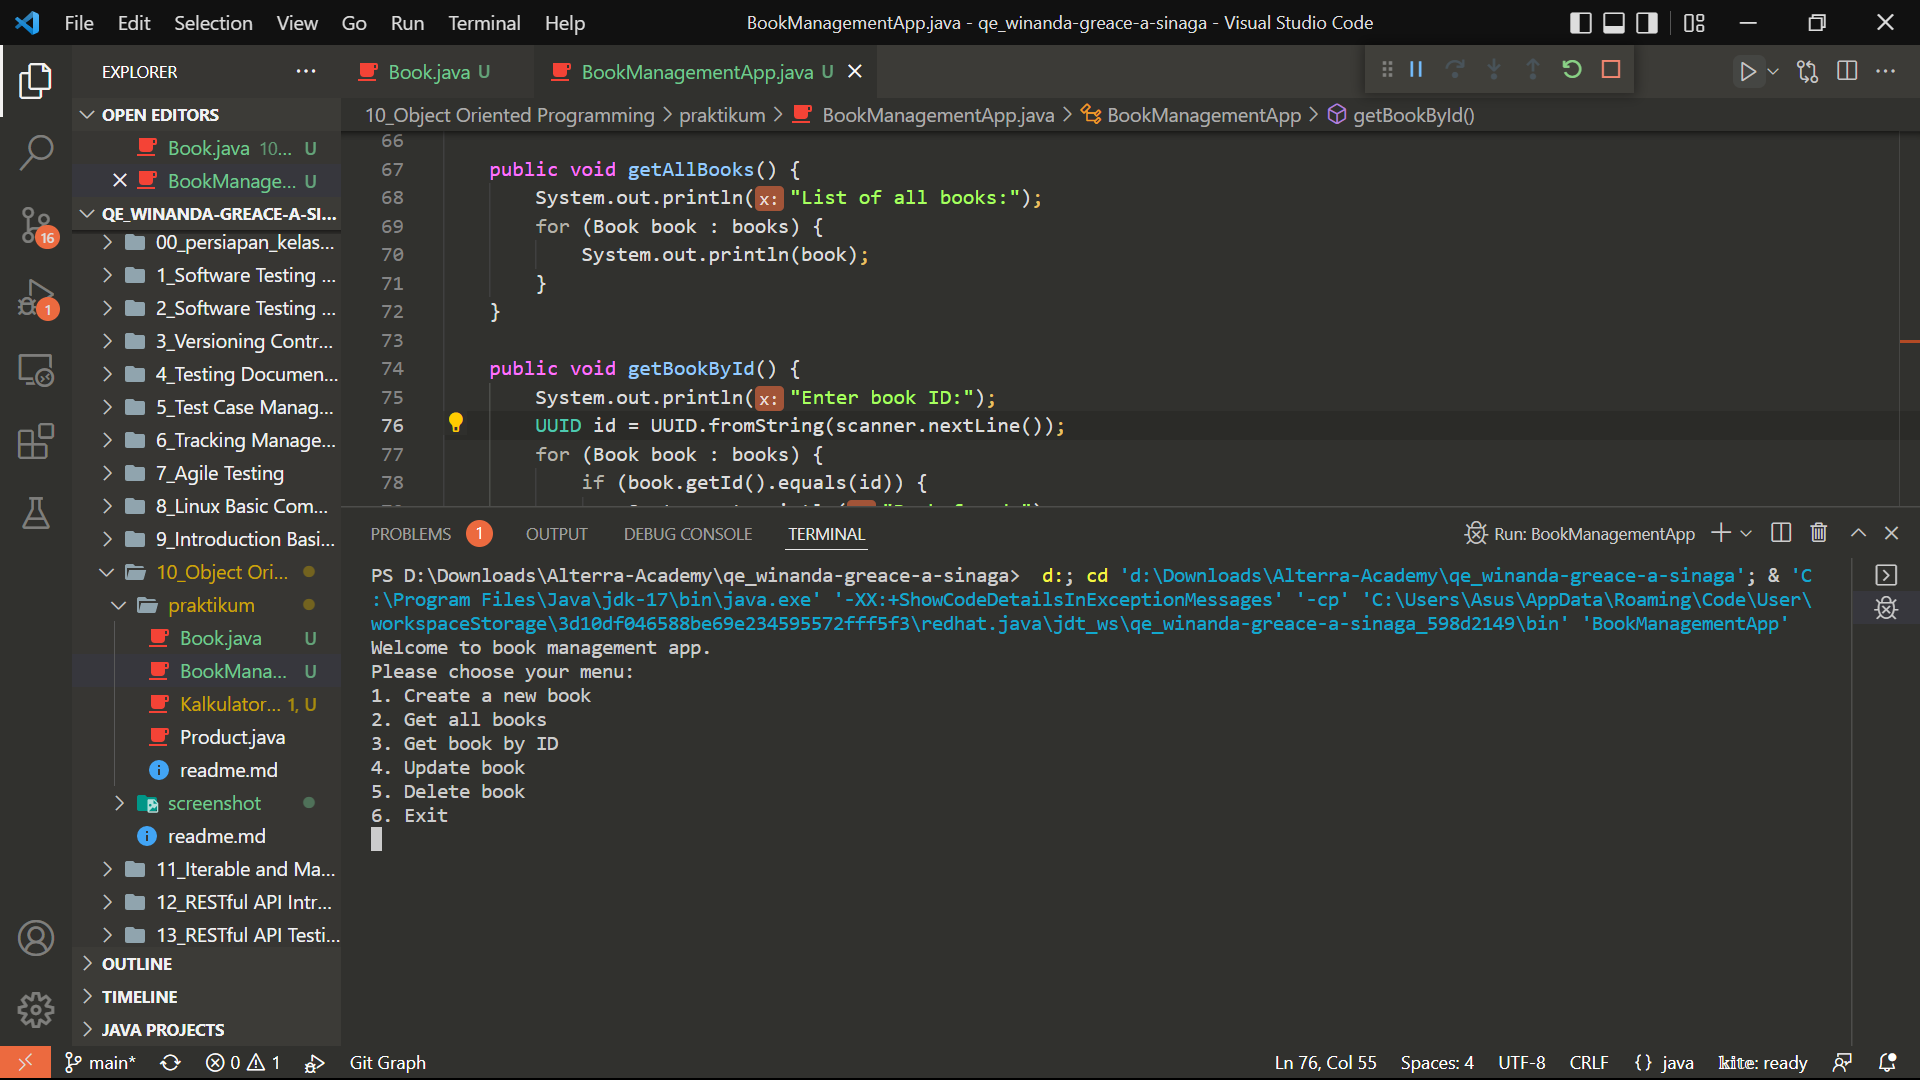 File Edit Selection View Go Run Terminal Help
BookManagementApp.java - qe_winanda-greace-a-sinaga - Visual Studio Code
EXPLORER
OPEN EDITORS
Book.java 10... U
BookManage... U
QE_WINANDA-GREACE-A-SI...
00_persiapan_kelas...
1_Software Testing ...
2_Software Testing ...
3_Versioning Contr...
4_Testing Documen...
5_Test Case Manag...
6_Tracking Manage...
7_Agile Testing
8_Linux Basic Com...
9_Introduction Basi...
10_Object Ori...
praktikum
Book.java U
BookMana... U
Kalkulator... 1, U
Product.java
readme.md
screenshot
readme.md
11_Iterable and Ma...
12_RESTful API Intr...
13_RESTful API Testi...
OUTLINE
TIMELINE
JAVA PROJECTS
16
1
Book.java U
BookManagementApp.java U
10_Object Oriented Programming > praktikum > BookManagementApp.java > BookManagementApp > getBookById()
66
67 public void getAllBooks() {
68 System.out.println(x: "List of all books:");
69 for (Book book : books) {
70 System.out.println(book);
71 }
72 }
73
74 public void getBookById() {
75 System.out.println(x: "Enter book ID:");
76 UUID id = UUID.fromString(scanner.nextLine());
77 for (Book book : books) {
78 if (book.getId().equals(id)) {
PROBLEMS 1 OUTPUT DEBUG CONSOLE TERMINAL
Run: BookManagementApp
PS D:\Downloads\Alterra-Academy\qe_winanda-greace-a-sinaga>  d:; cd 'd:\Downloads\Alterra-Academy\qe_winanda-greace-a-sinaga'; & 'C
:\Program Files\Java\jdk-17\bin\java.exe' '-XX:+ShowCodeDetailsInExceptionMessages' '-cp' 'C:\Users\Asus\AppData\Roaming\Code\User\
workspaceStorage\3d10df046588be69e234595572fff5f3\redhat.java\jdt_ws\qe_winanda-greace-a-sinaga_598d2149\bin' 'BookManagementApp'
Welcome to book management app.
Please choose your menu:
1. Create a new book
2. Get all books
3. Get book by ID
4. Update book
5. Delete book
6. Exit
main* 0 1 Git Graph
Ln 76, Col 55 Spaces: 4 UTF-8 CRLF {} java kite: ready